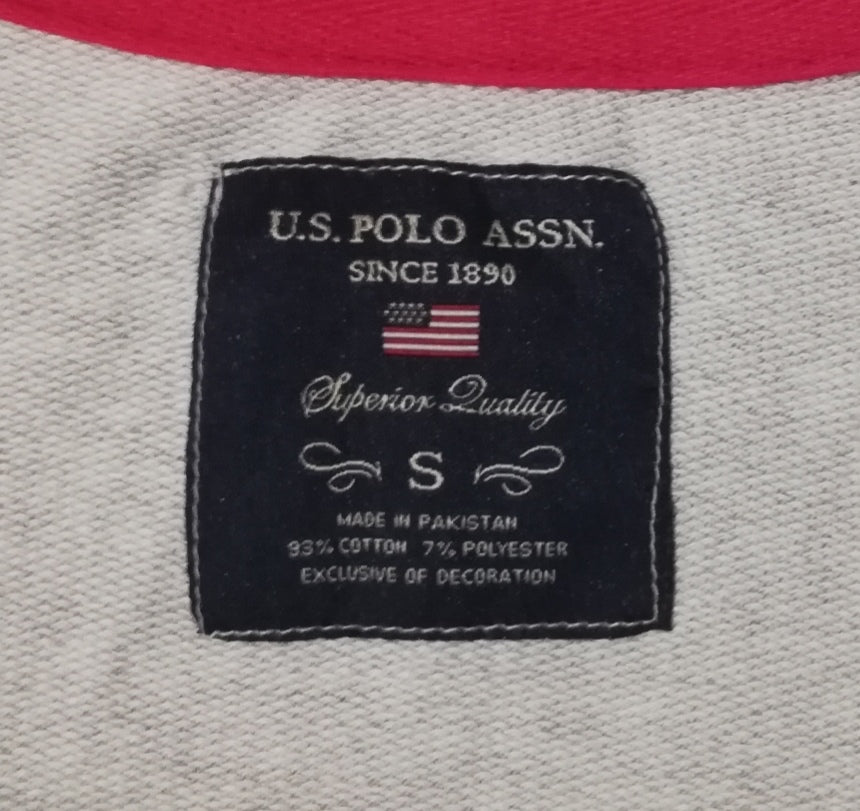 U.S. POLO ASSN.
SINCE 1890
Superior Quality
S
MADE IN PAKISTAN
93% COTTON 7% POLYESTER
EXCLUSIVE OF DECORATION